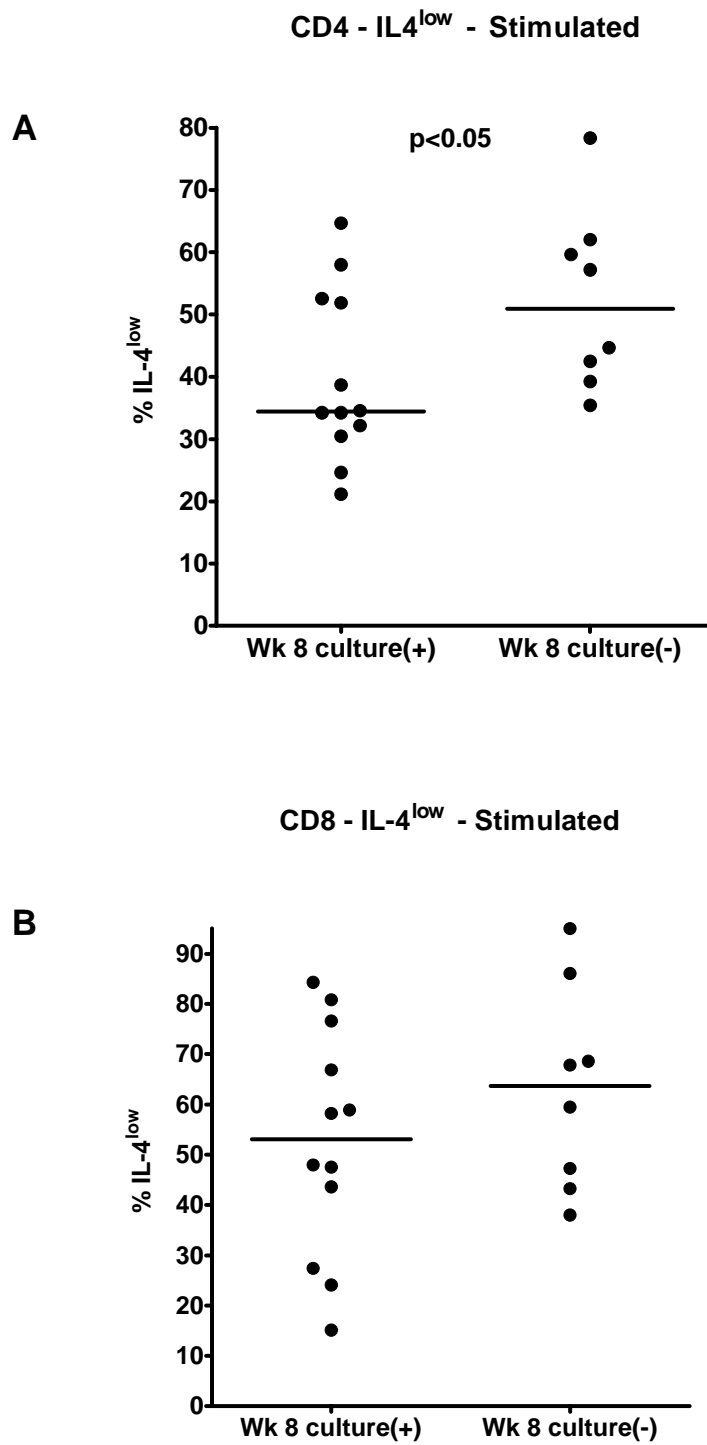 CD4 - IL4low - Stimulated
A
p<0.05
% IL-4low
80
70
60
50
40
30
20
10
0
Wk 8 culture(+) Wk 8 culture(-)
CD8 - IL-4low - Stimulated
B
% IL-4low
90
80
70
60
50
40
30
20
10
0
Wk 8 culture(+) Wk 8 culture(-)